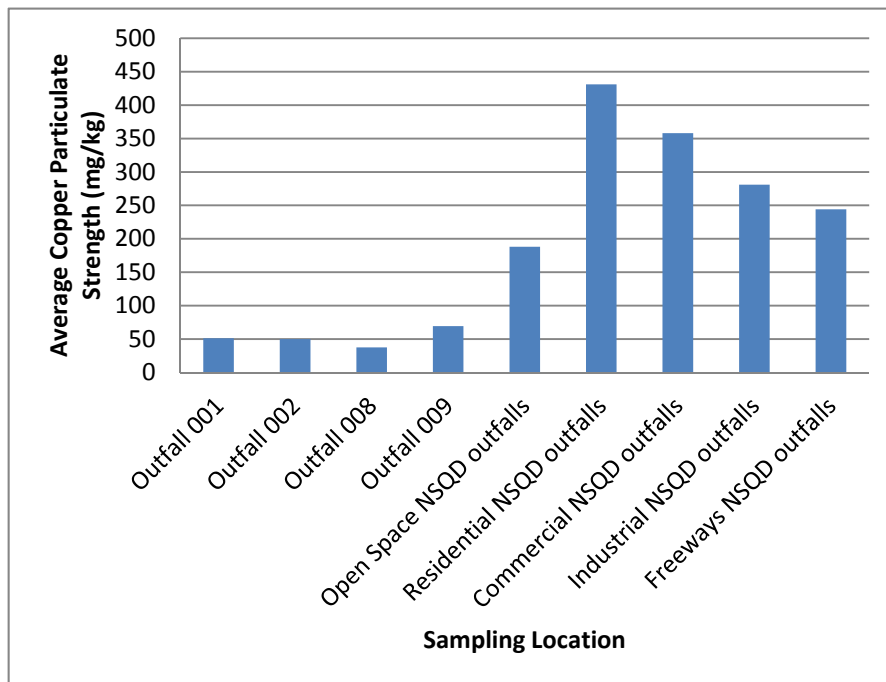 Average Copper Particulate
Strength (mg/kg)
500
450
400
350
300
250
200
150
100
50
0
Outfall 001
Outfall 002
Outfall 008
Outfall 009
Open Space NSQD outfalls
Residential NSQD outfalls
Commercial NSQD outfalls
Industrial NSQD outfalls
Freeways NSQD outfalls
Sampling Location